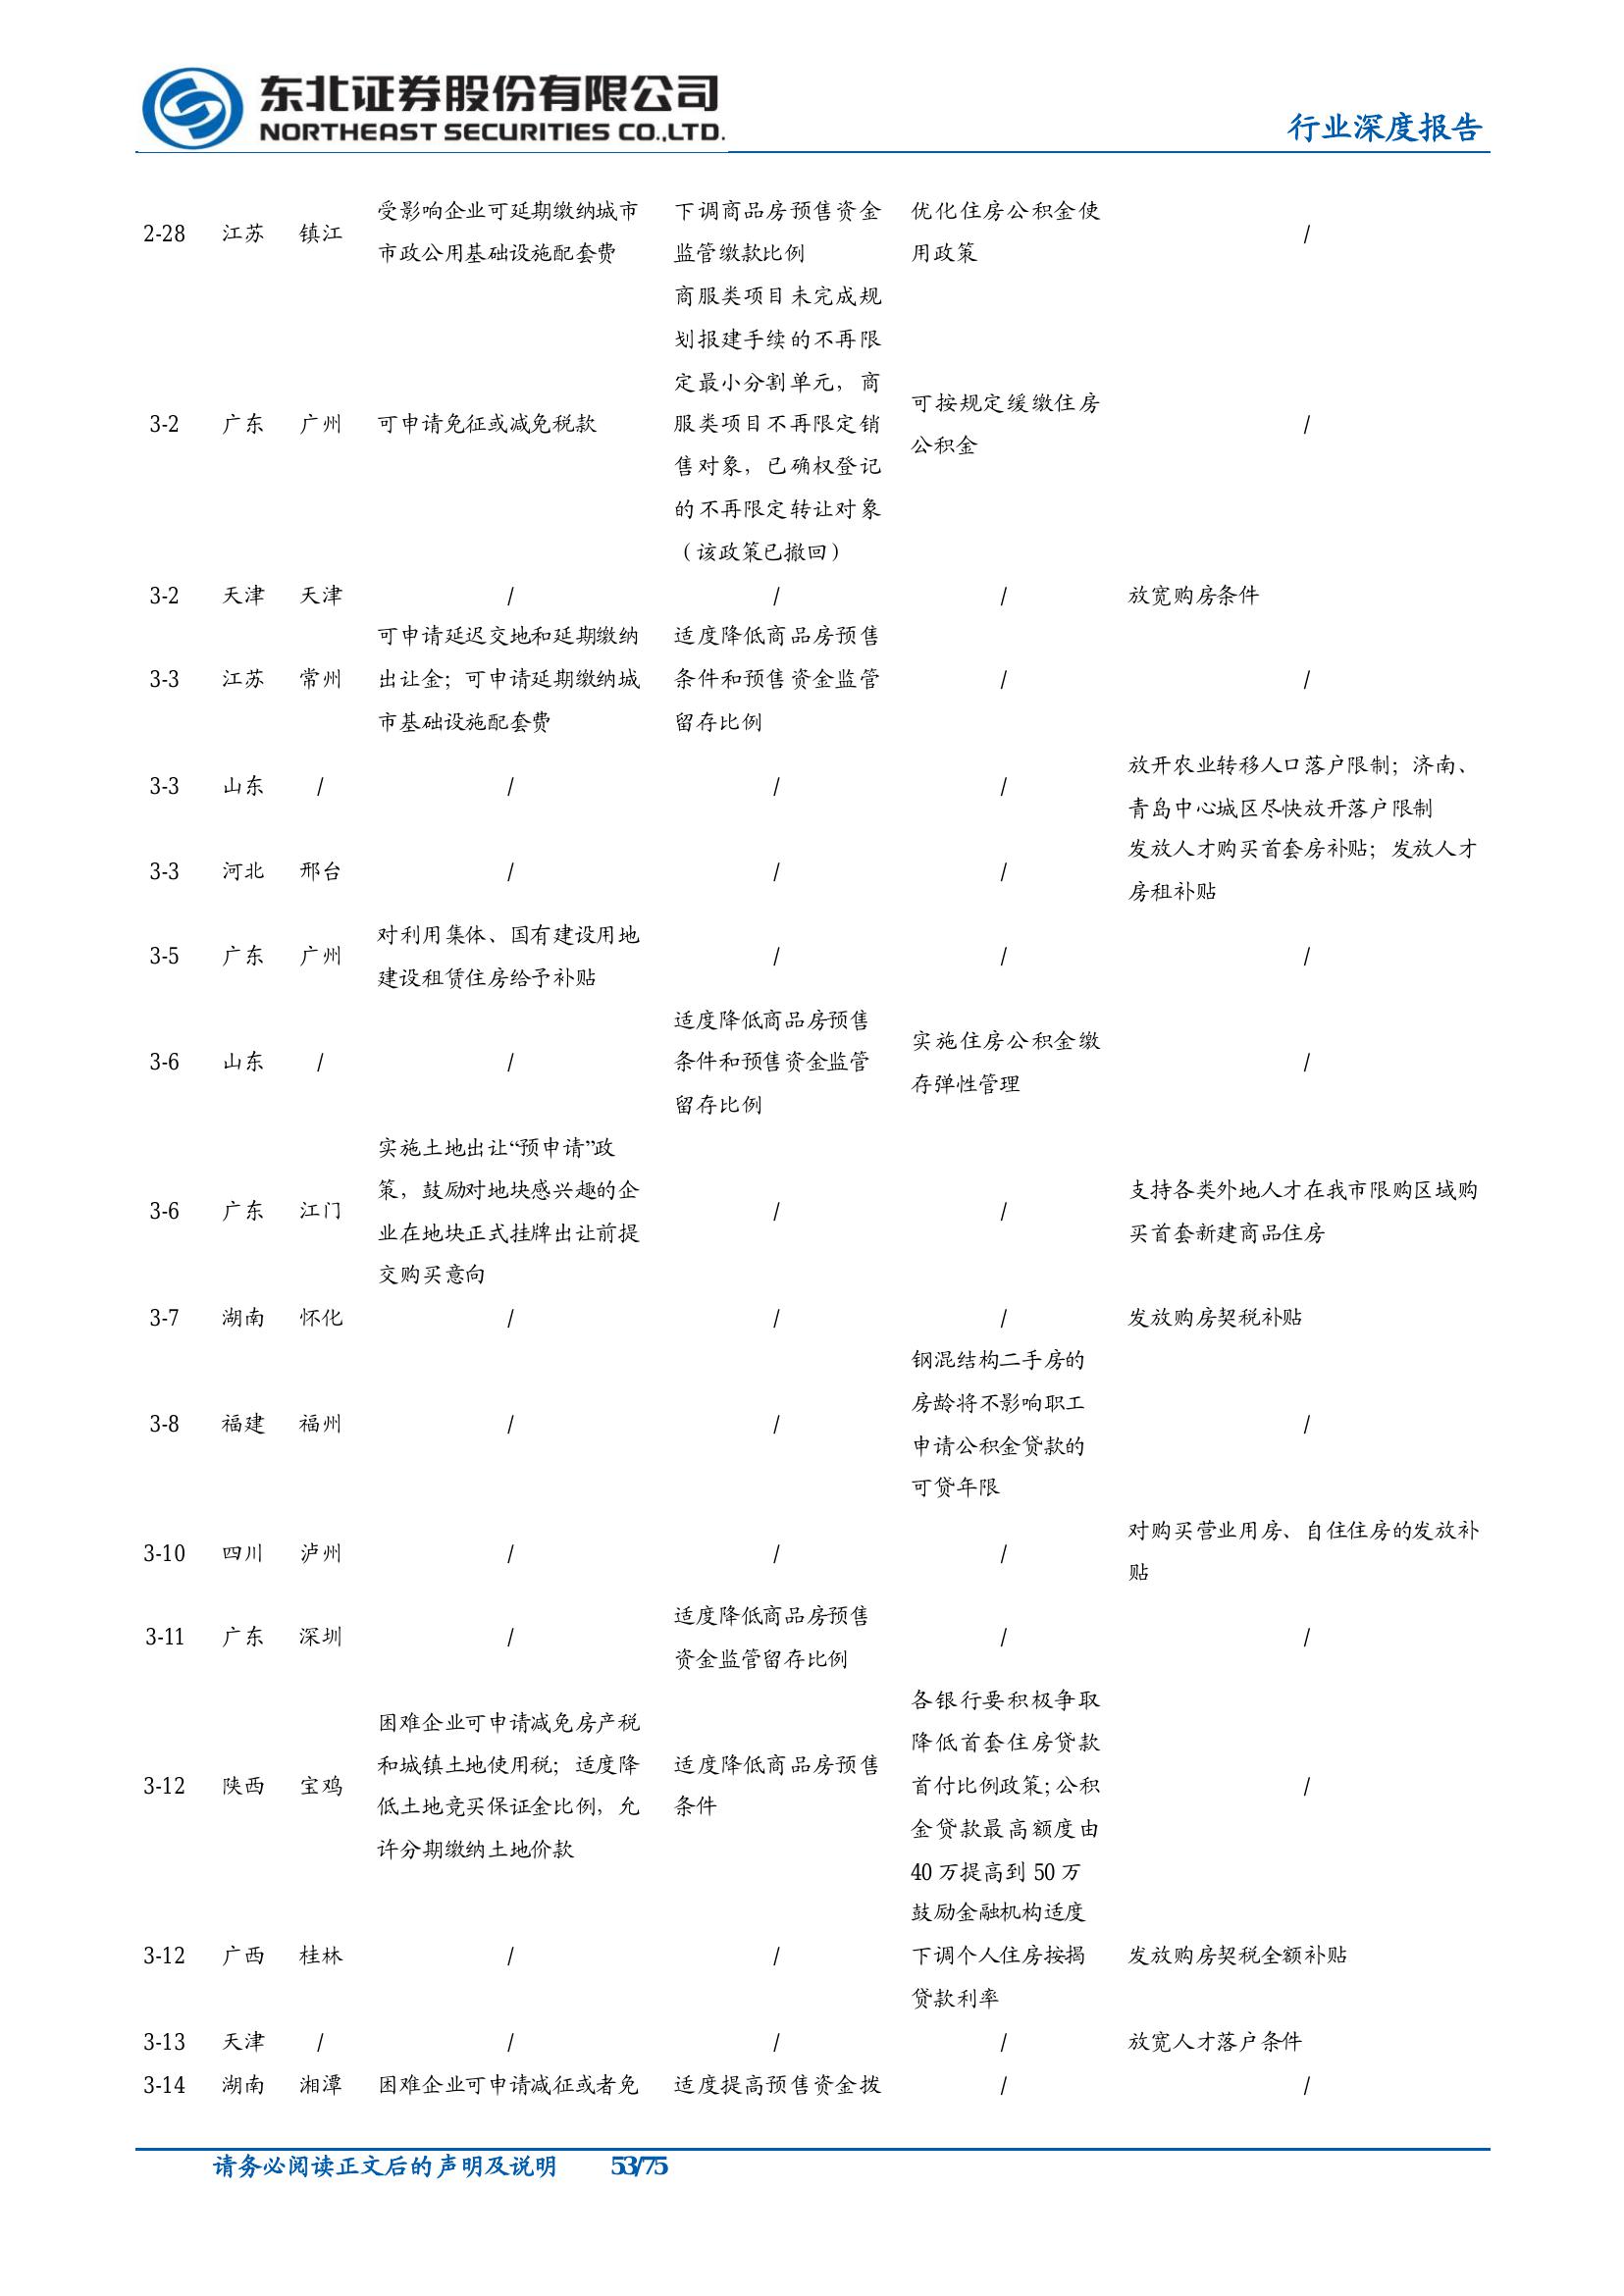 东北证券股份有限公司
NORTHEAST SECURITIES CO.,LTD.
行业深度报告
2-28 江苏 镇江 受影响企业可延期缴纳城市 下调商品房预售资金 优化住房公积金使 /
市政公用基础设施配套费 监管缴款比例 用政策
商服类项目未完成规
划报建手续的不再限
定最小分割单元，商
3-2 广东 广州 可申请免征或减免税款 服类项目不再限定销 可按规定缓缴住房 /
售对象，已确权登记 公积金
的不再限定转让对象
（该政策已撤回）
3-2 天津 天津 / / / 放宽购房条件
可申请延迟交地和延期缴纳 适度降低商品房预售
3-3 江苏 常州 出让金；可申请延期缴纳城 条件和预售资金监管 / /
市基础设施配套费 留存比例
3-3 山东 / / / / 放开农业转移人口落户限制；济南、
青岛中心城区尽快放开落户限制
3-3 河北 邢台 / / / 发放人才购买首套房补贴；发放人才
房租补贴
3-5 广东 广州 对利用集体、国有建设用地 / / /
建设租赁住房给予补贴
适度降低商品房预售
3-6 山东 / / 条件和预售资金监管 实施住房公积金缴 /
留存比例 存弹性管理
实施土地出让“预申请”政
策，鼓励对地块感兴趣的企 支持各类外地人才在我市限购区域购
3-6 广东 江门 业在地块正式挂牌出让前提 / / 买首套新建商品住房
交购买意向
3-7 湖南 怀化 / / / 发放购房契税补贴
钢混结构二手房的
房龄将不影响职工
3-8 福建 福州 / / 申请公积金贷款的 /
可贷年限
3-10 四川 泸州 / / / 对购买营业用房、自住住房的发放补
贴
3-11 广东 深圳 / 适度降低商品房预售 / /
资金监管留存比例
各银行要积极争取
困难企业可申请减免房产税 降低首套住房贷款
和城镇土地使用税；适度降 适度降低商品房预售 首付比例政策；公积
3-12 陕西 宝鸡 低土地竞买保证金比例，允 条件 金贷款最高额度由 /
许分期缴纳土地价款 40 万提高到 50 万
鼓励金融机构适度
3-12 广西 桂林 / / 下调个人住房按揭 发放购房契税全额补贴
贷款利率
3-13 天津 / / / / 放宽人才落户条件
3-14 湖南 湘潭 困难企业可申请减征或者免 适度提高预售资金拨 / /
请务必阅读正文后的声明及说明 53/75